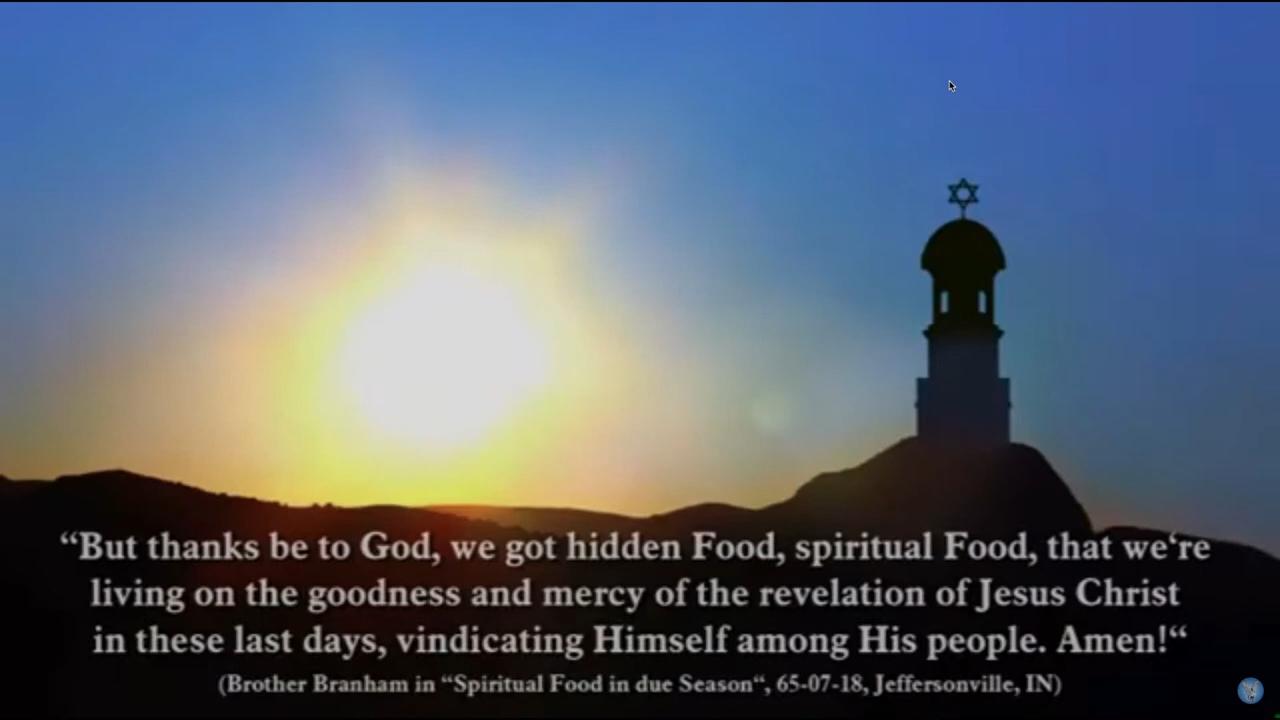 “But thanks be to God, we got hidden Food, spiritual Food, that we‘re
living on the goodness and mercy of the revelation of Jesus Christ
in these last days, vindicating Himself among His people. Amen!“
(Brother Branham in “Spiritual Food in due Season“, 65-07-18, Jeffersonville, IN)